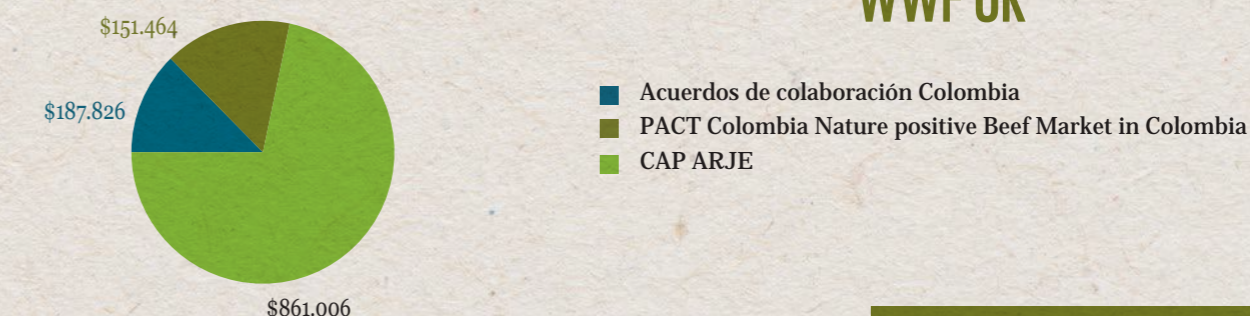 WWF UK
$151.464
$187.826
$861.006
Acuerdos de colaboración Colombia
PACT Colombia Nature positive Beef Market in Colombia
CAP ARJE